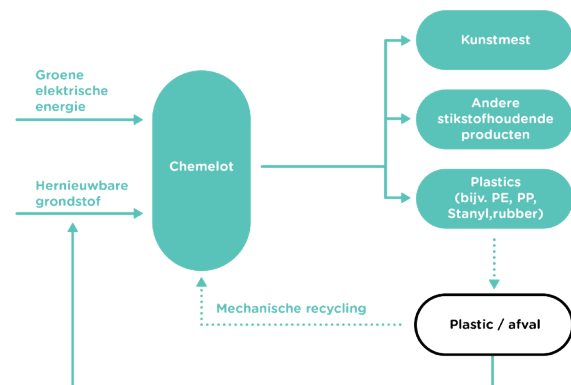 Kunstmest
Groene
elektrische
energie
Andere
stikstofhoudende
producten
Chemelot
Hernieuwbare
grondstof
Plastics
(bijv. PE, PP,
Stanyl,rubber)
Mechanische recycling
Plastic / afval